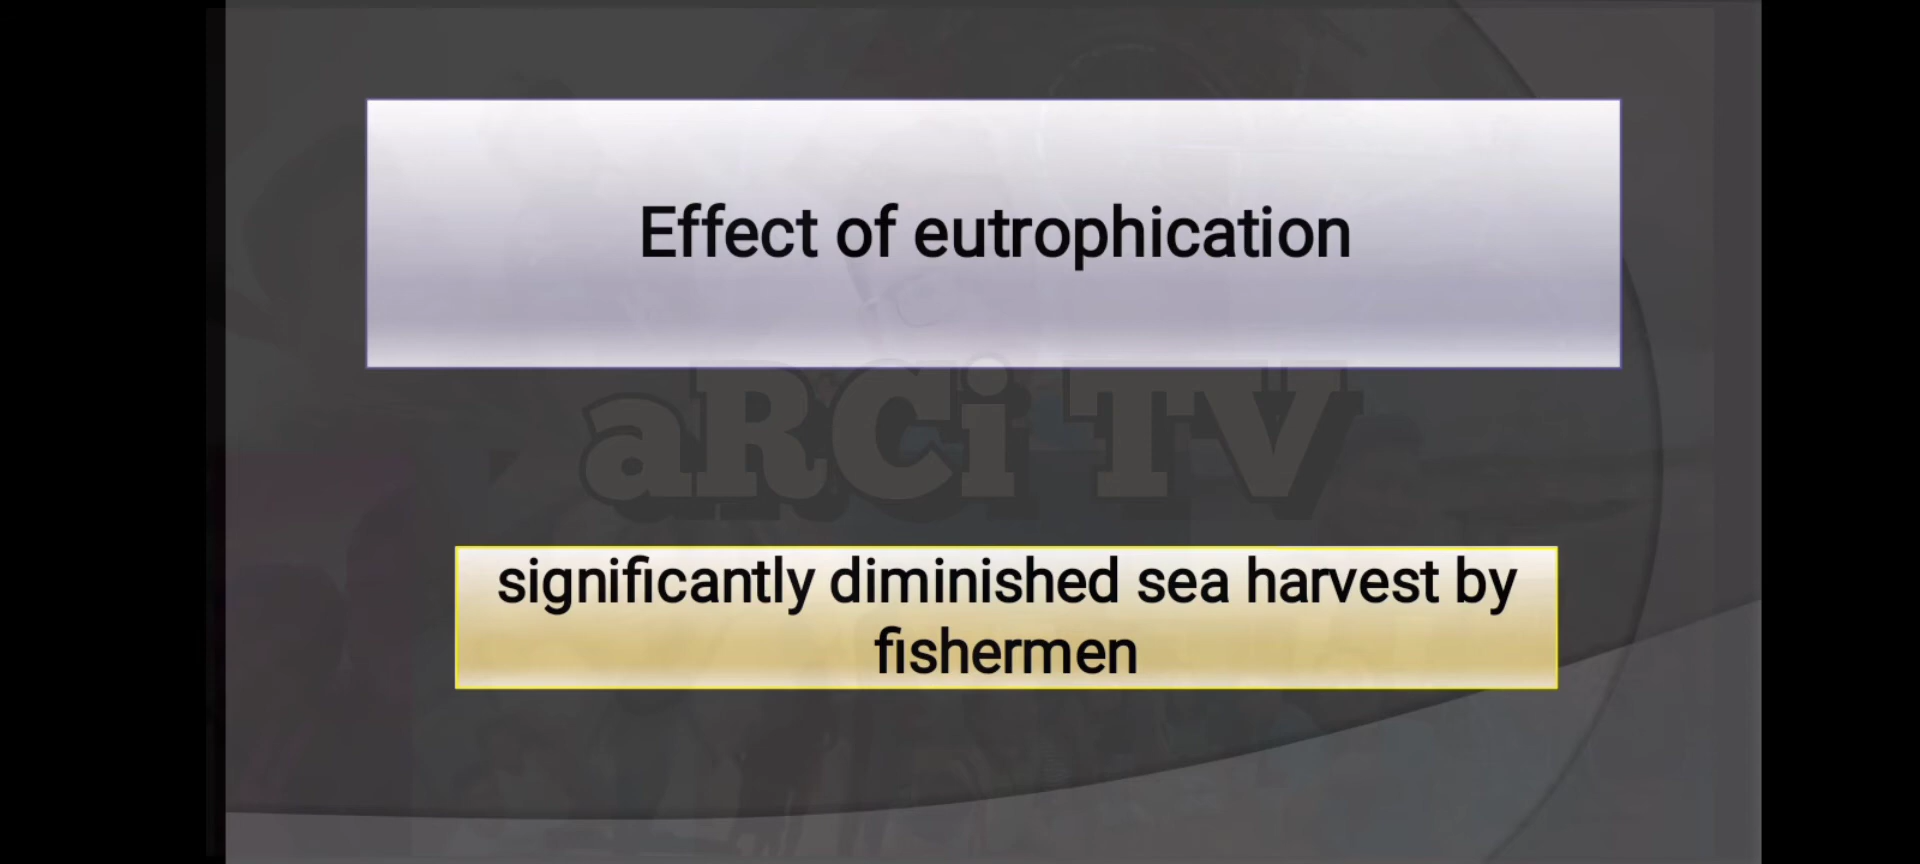 Effect of eutrophication
aRCi TV
significantly diminished sea harvest by
fishermen